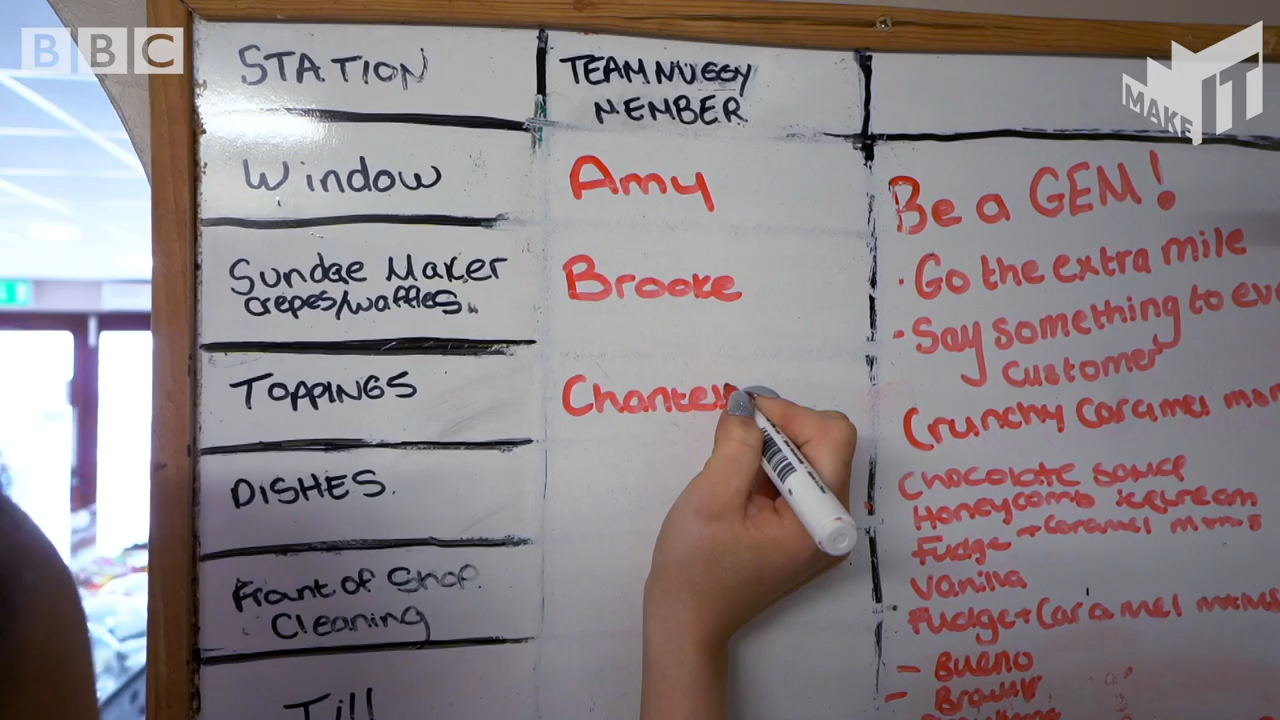 BBC
MAKE IT
STATION
TEAM NUGGY
MEMBER
Window
Amy
Sundae Maker
crepes/waffles
Brooke
TOPPINGS
DISHES.
Front of Shop
Cleaning
Till
Be a GEM!
· Go the extra mile
· Say something to
Customer
Crunchy Caramel
Chocolate sauce
Honeycomb icecream
Fudge + Caramel
Vanilla
Fudge + Caramel
- BUENO
-